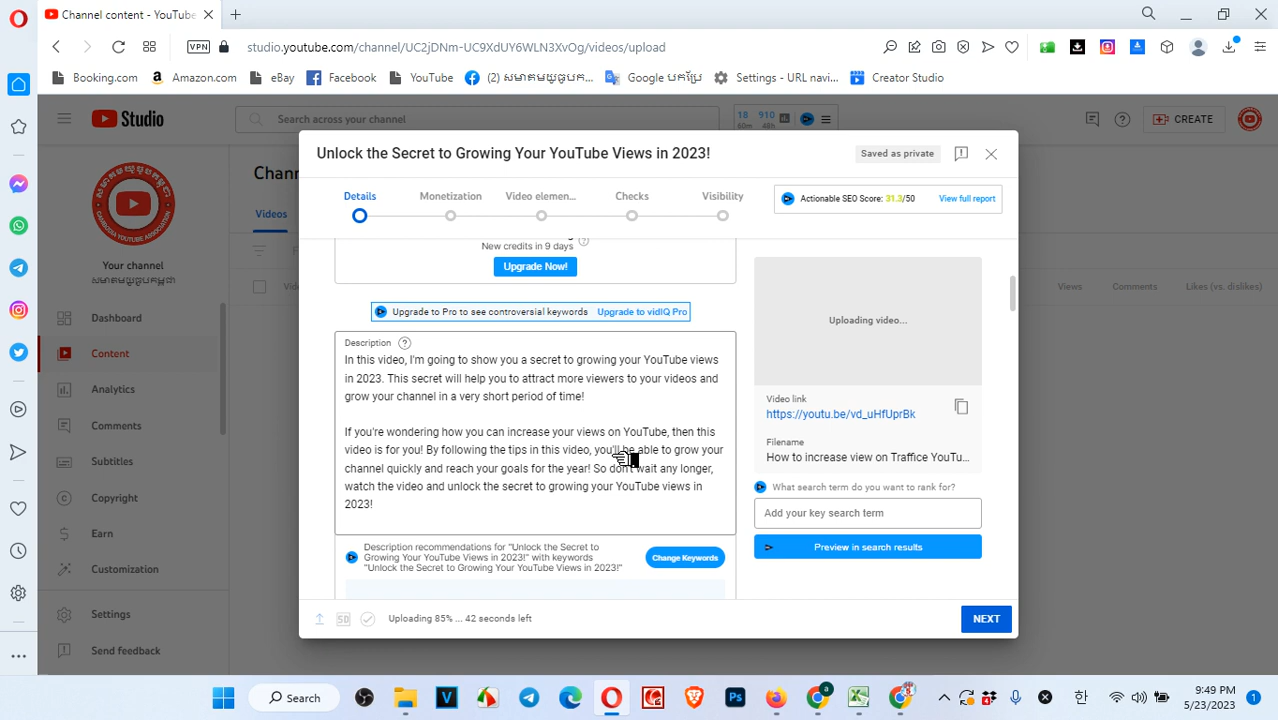 Channel content - YouTube
VPN
studio.youtube.com/channel/UC2jDNm-UC9XdUY6WLN3XvOg/videos/upload
Booking.com
Amazon.com
eBay
Facebook
YouTube
Google បកប្រែ
Settings - URL navi...
Creator Studio
Studio
Search across your channel
18 910
60m 48h
CREATE
Unlock the Secret to Growing Your YouTube Views in 2023!
Saved as private
Details
Monetization
Video elemen...
Checks
Visibility
Actionable SEO Score: 31.3/50
View full report
Videos
New credits in 9 days
Upgrade Now!
Upgrade to Pro to see controversial keywords
Upgrade to vidIQ Pro
Description
In this video, I'm going to show you a secret to growing your YouTube views
in 2023. This secret will help you to attract more viewers to your videos and
grow your channel in a very short period of time!
If you're wondering how you can increase your views on YouTube, then this
video is for you! By following the tips in this video, you'll be able to grow your
channel quickly and reach your goals for the year! So don't wait any longer,
watch the video and unlock the secret to growing your YouTube views in
2023!
Description recommendations for "Unlock the Secret to
Growing Your YouTube Views in 2023!" with keywords
"Unlock the Secret to Growing Your YouTube Views in 2023!"
Change Keywords
Uploading video...
Video link
https://youtu.be/vd_uHfUprBk
Filename
How to increase view on Traffice YouTu...
What search term do you want to rank for?
Add your key search term
Preview in search results
Uploading 85% ... 42 seconds left
NEXT
Your channel
Dashboard
Content
Analytics
Comments
Subtitles
Copyright
Earn
Customization
Settings
Send feedback
Views
Comments
Likes (vs. dislikes)
Search
한
9:49 PM
5/23/2023
1